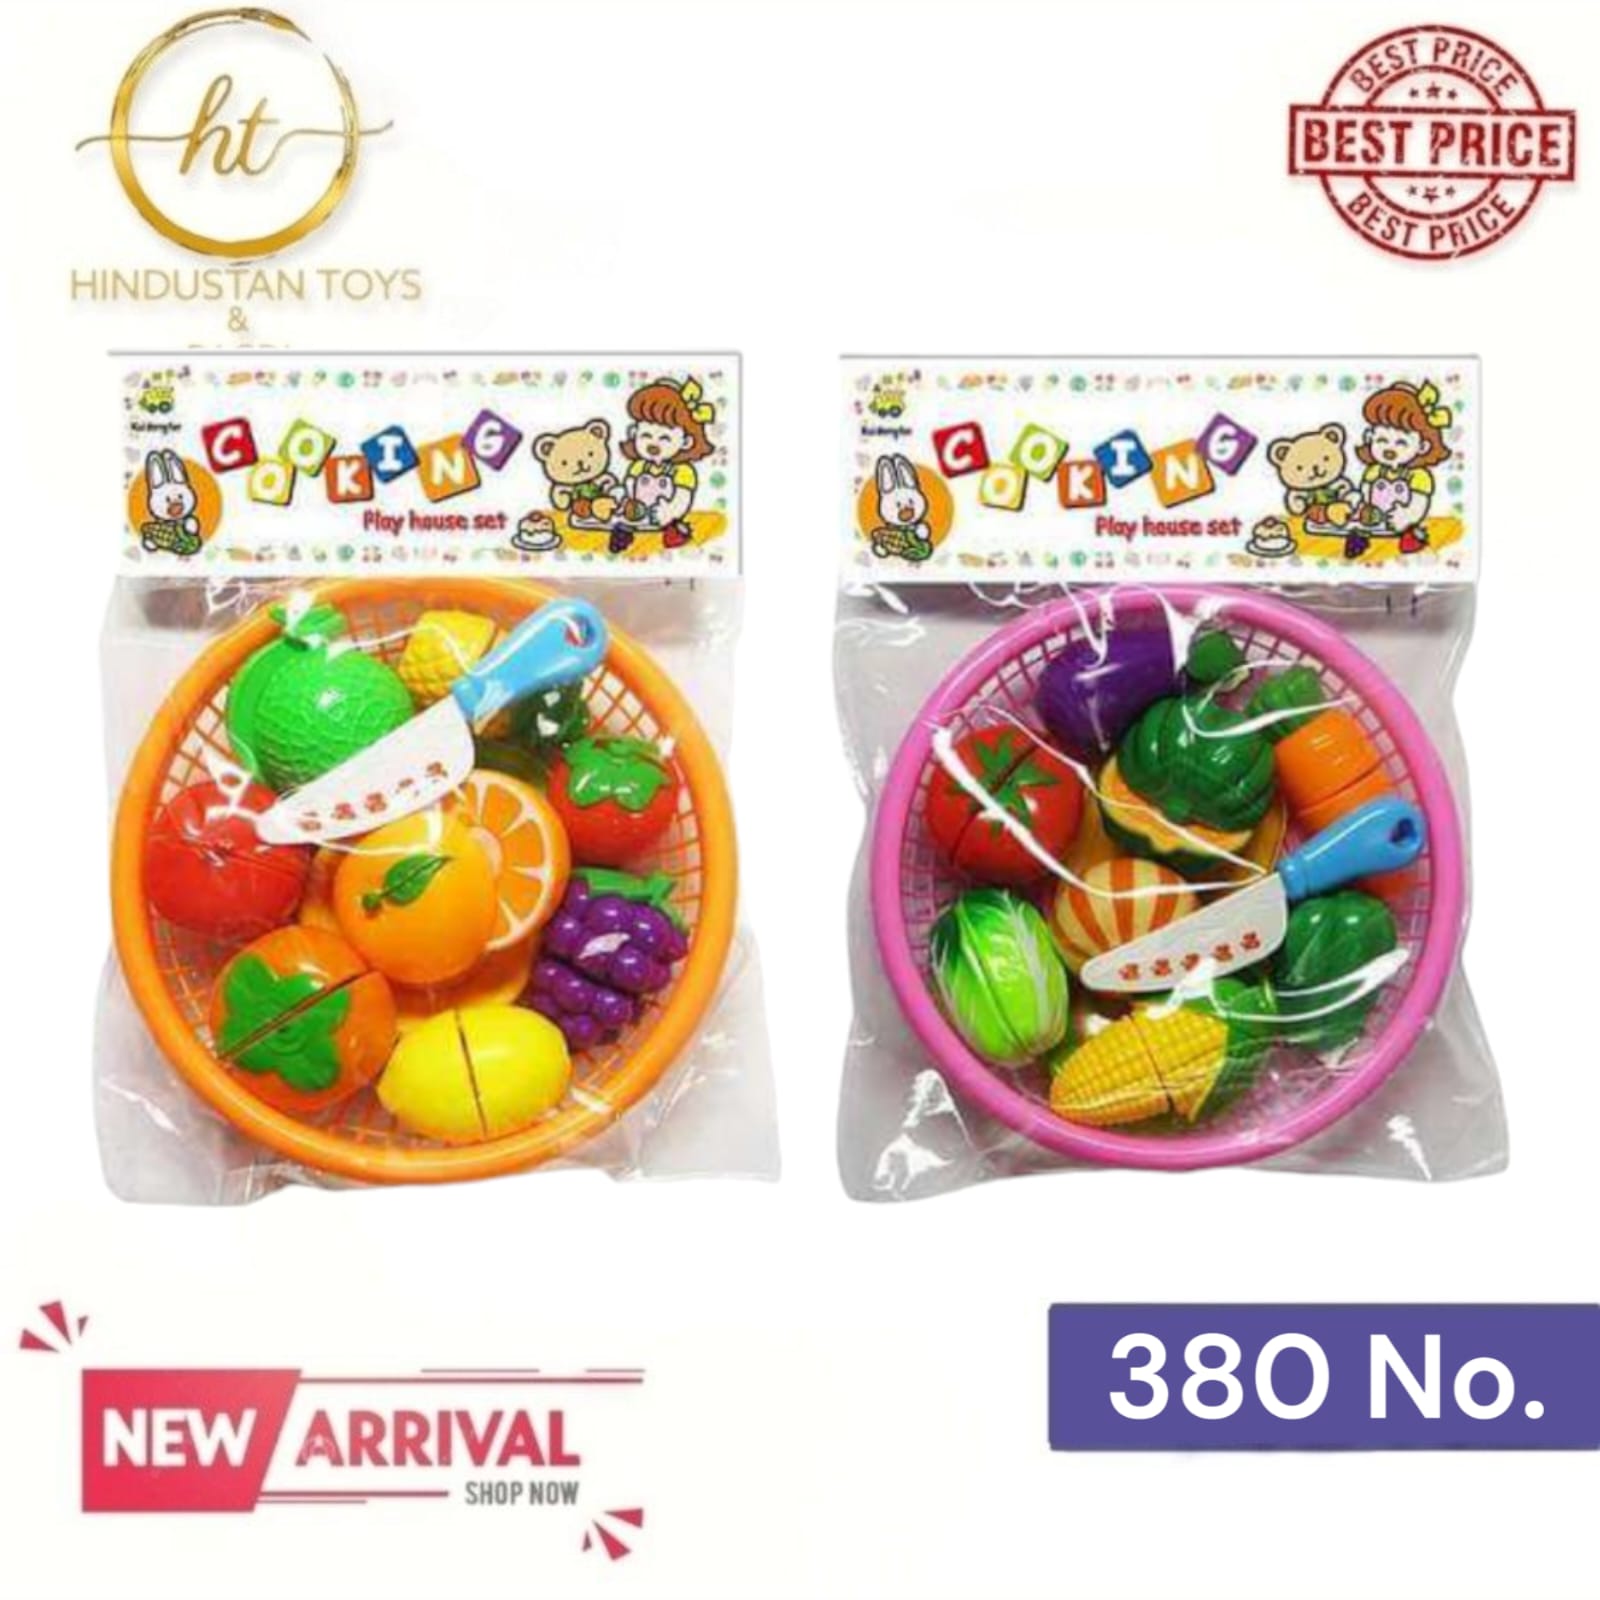 ht
HINDUSTAN TOYS
&
BEST PRICE
BEST PRICE
BEST PRICE
COOKING
Play house set
COOKING
Play house set
NEW ARRIVAL
SHOP NOW
380 No.